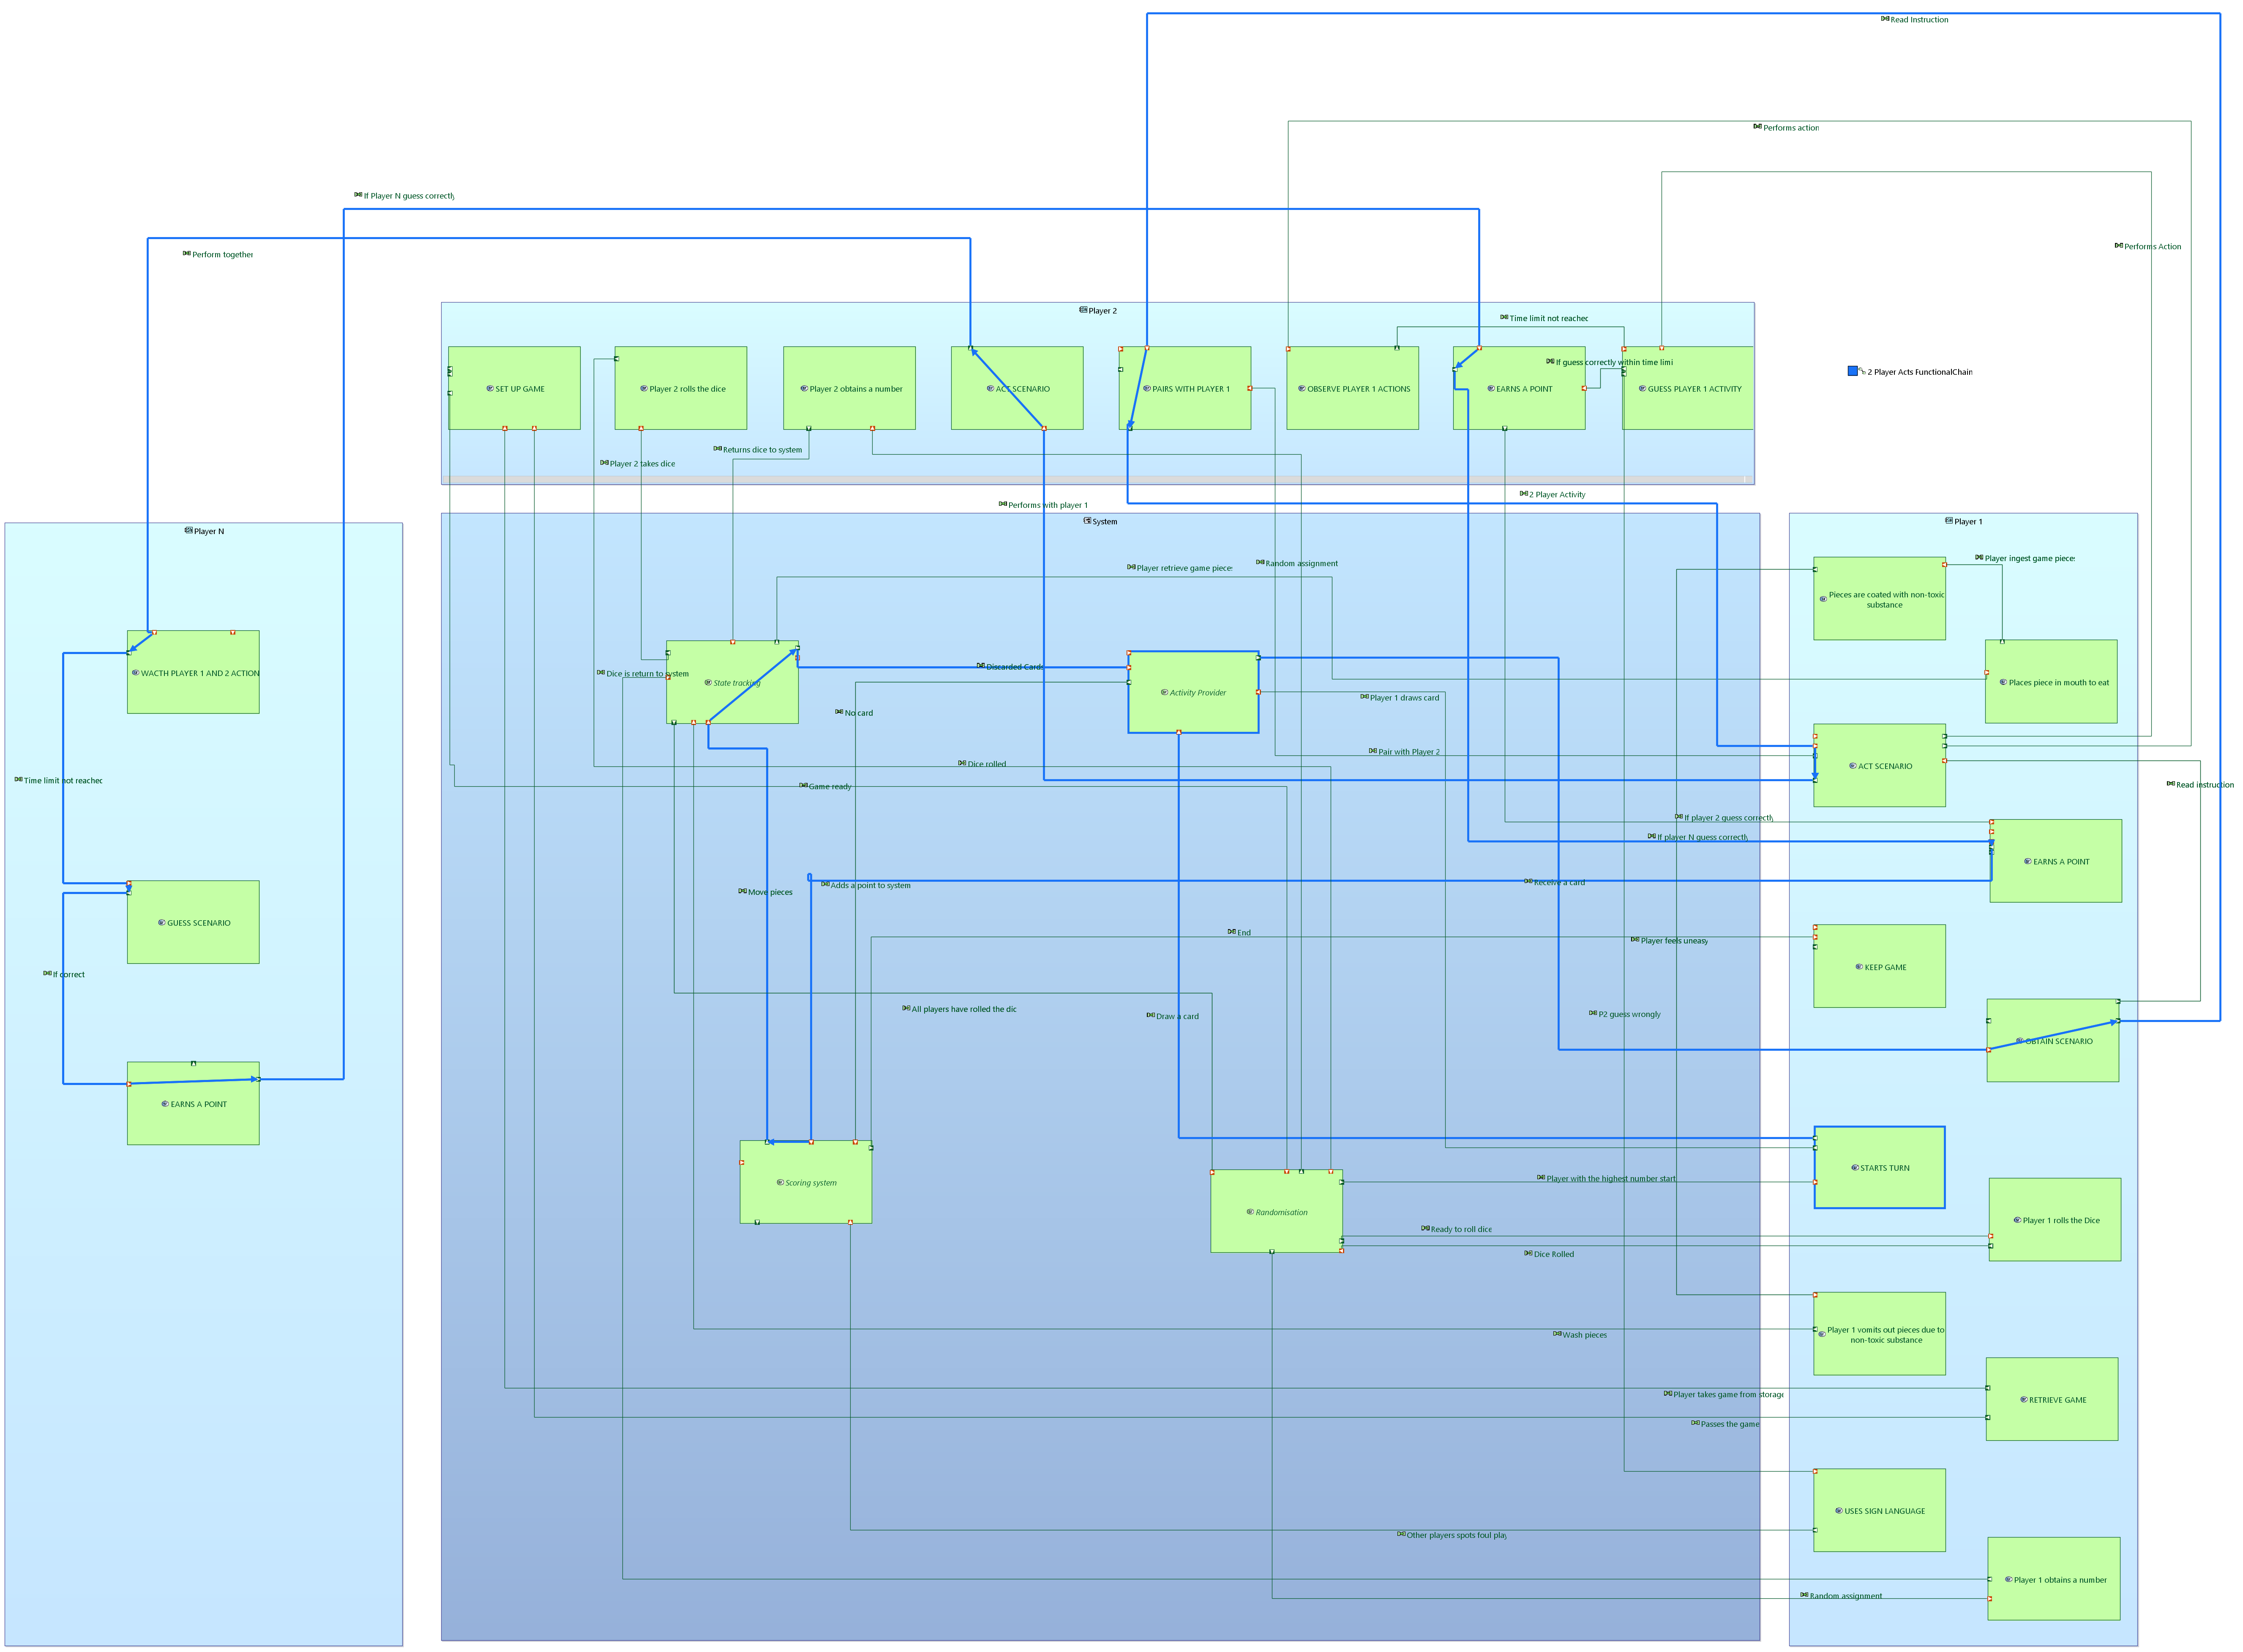 Read Instruction
Performs action
If Player N guess correctly
Performs Action
Perform together
Player 2
Time limit not reached
If guess correctly within time limi
2 Player Acts FunctionalChain
SET UP GAME
Player 2 rolls the dice
Player 2 obtains a number
ACT SCENARIO
PAIRS WITH PLAYER 1
OBSERVE PLAYER 1 ACTIONS
EARNS A POINT
GUESS PLAYER 1 ACTIVITY
Returns dice to system
Player 2 takes dice
2 Player Activity
Performs with player 1
System
Player 1
Player N
Player ingest game pieces
Random assignment
Player retrieve game pieces
Pieces are coated with non-toxic
substance
Discarded Cards
Dice is return to system
WACTH PLAYER 1 AND 2 ACTION
State tracking
Activity Provider
Places piece in mouth to eat
Player 1 draws card
No card
Pair with Player 2
Dice rolled
ACT SCENARIO
Time limit not reached
Game ready
Read instruction
If player 2 guess correctly
If player N guess correctly
EARNS A POINT
Receive a card
Adds a point to system
Move pieces
GUESS SCENARIO
End
Player feels uneasy
KEEP GAME
If correct
All players have rolled the dic
Draw a card
P2 guess wrongly
OBTAIN SCENARIO
EARNS A POINT
STARTS TURN
Player with the highest number start
Scoring system
Randomisation
Player 1 rolls the Dice
Ready to roll dice
Dice Rolled
Wash pieces
Player 1 vomits out pieces due to
non-toxic substance
Player takes game from storage
RETRIEVE GAME
Passes the game
USES SIGN LANGUAGE
Other players spots foul play
Player 1 obtains a number
Random assignment